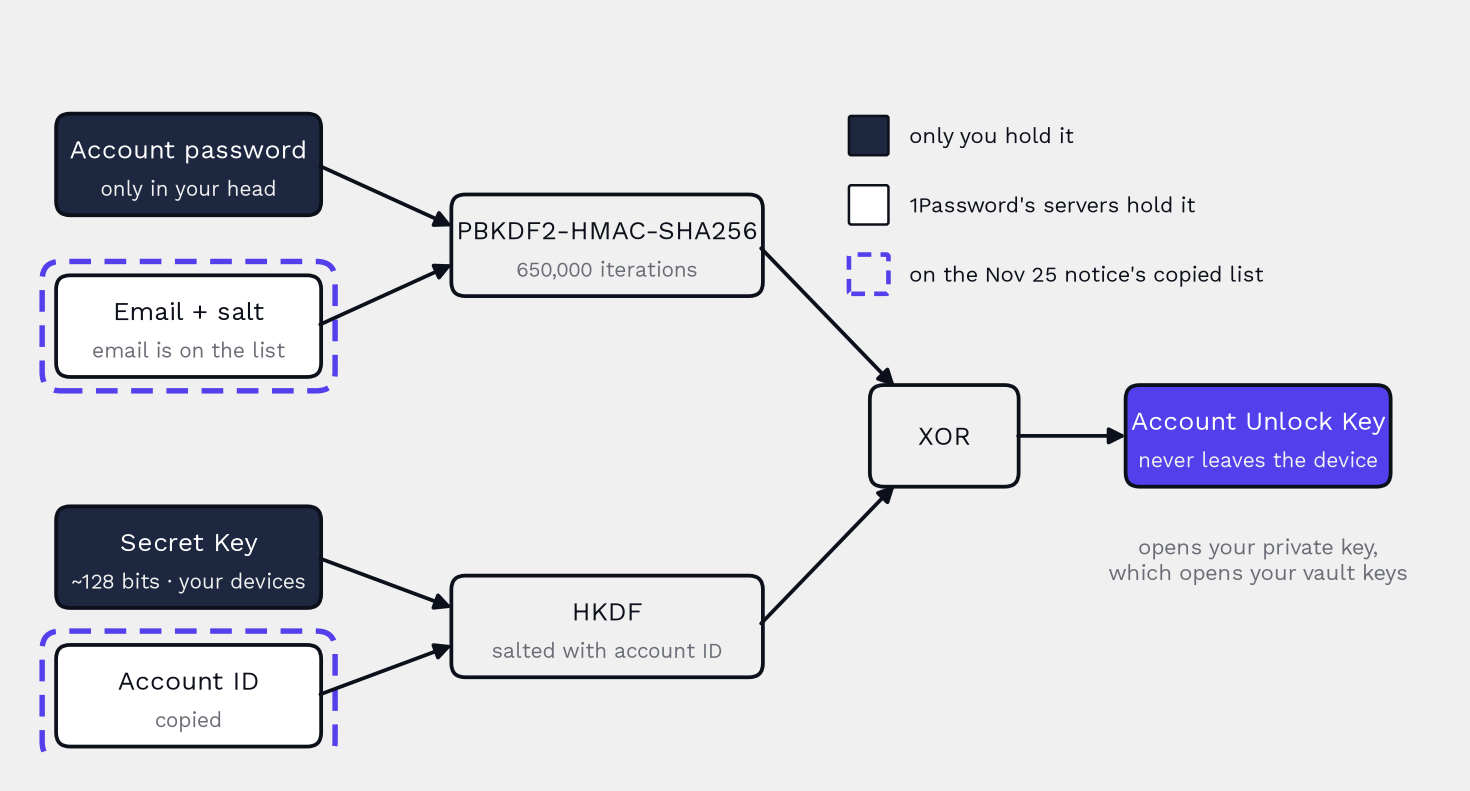 Account password
only in your head
Email + salt
email is on the list
PBKDF2-HMAC-SHA256
650,000 iterations
only you hold it
1Password's servers hold it
on the Nov 25 notice's copied list
XOR
Account Unlock Key
never leaves the device
opens your private key,
which opens your vault keys
Secret Key
~128 bits · your devices
Account ID
copied
HKDF
salted with account ID